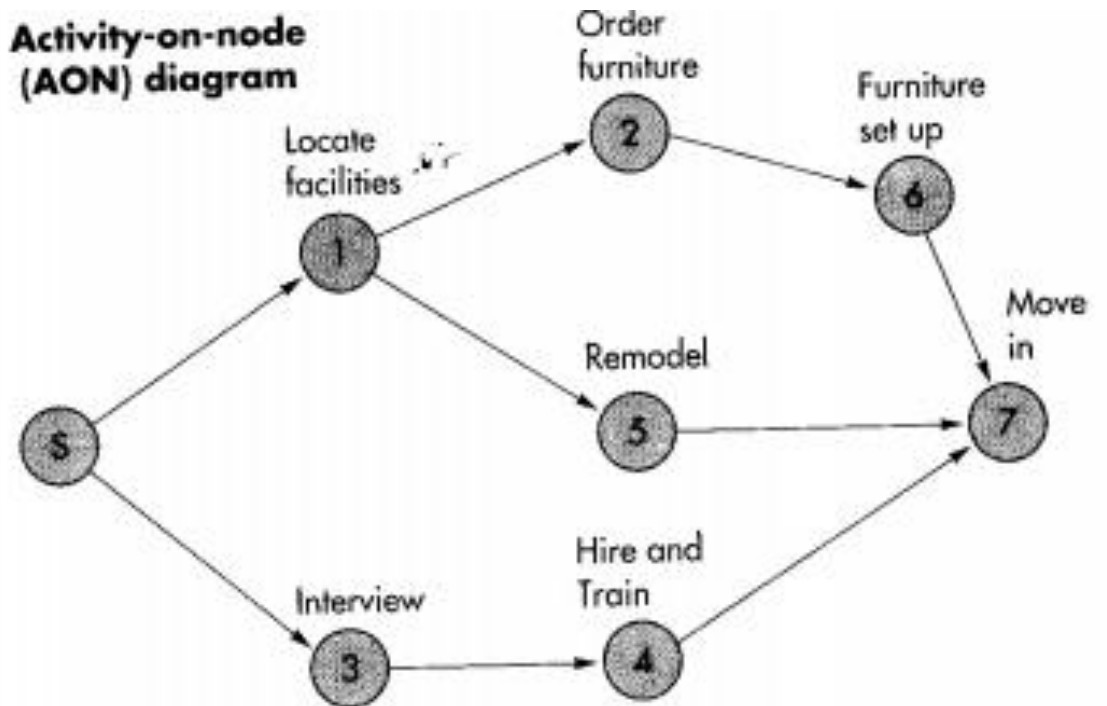 Activity-on-node
(AON) diagram
Order
furniture
2
Furniture
set up
6
Locate
facilities
1
Move
in
7
Remodel
5
S
Hire and
Train
4
Interview
3